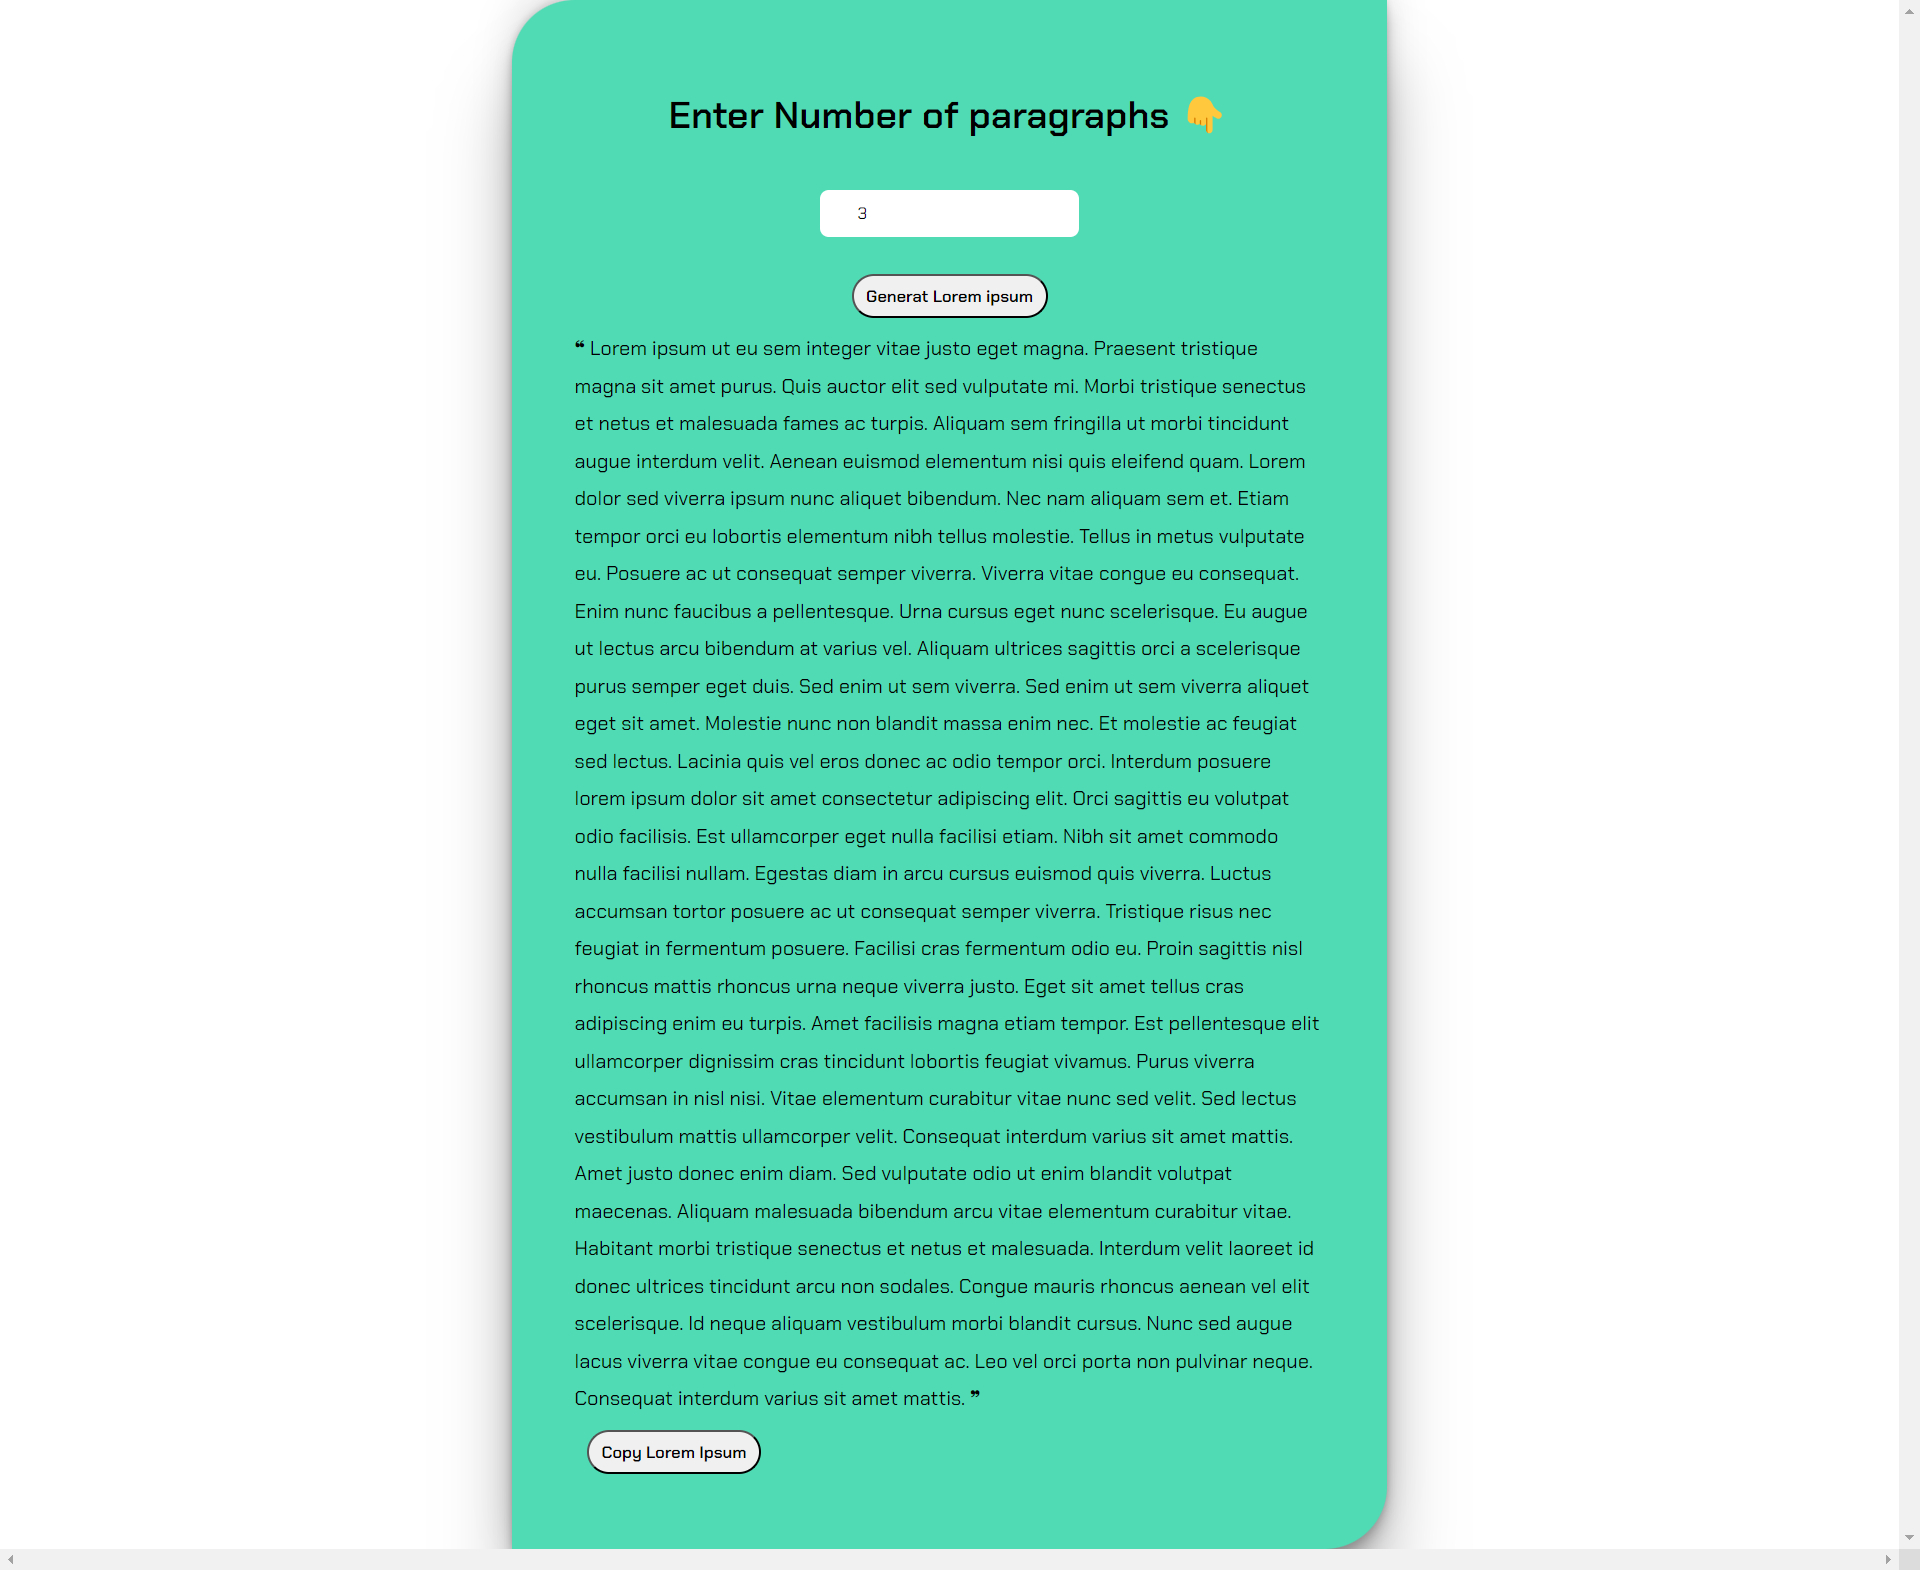 Enter Number of paragraphs 👇
3
Generat Lorem ipsum
❝ Lorem ipsum ut eu sem integer vitae justo eget magna. Praesent tristique
magna sit amet purus. Quis auctor elit sed vulputate mi. Morbi tristique senectus
et netus et malesuada fames ac turpis. Aliquam sem fringilla ut morbi tincidunt
augue interdum velit. Aenean euismod elementum nisi quis eleifend quam. Lorem
dolor sed viverra ipsum nunc aliquet bibendum. Nec nam aliquam sem et. Etiam
tempor orci eu lobortis elementum nibh tellus molestie. Tellus in metus vulputate
eu. Posuere ac ut consequat semper viverra. Viverra vitae congue eu consequat.
Enim nunc faucibus a pellentesque. Urna cursus eget nunc scelerisque. Eu augue
ut lectus arcu bibendum at varius vel. Aliquam ultrices sagittis orci a scelerisque
purus semper eget duis. Sed enim ut sem viverra. Sed enim ut sem viverra aliquet
eget sit amet. Molestie nunc non blandit massa enim nec. Et molestie ac feugiat
sed lectus. Lacinia quis vel eros donec ac odio tempor orci. Interdum posuere
lorem ipsum dolor sit amet consectetur adipiscing elit. Orci sagittis eu volutpat
odio facilisis. Est ullamcorper eget nulla facilisi etiam. Nibh sit amet commodo
nulla facilisi nullam. Egestas diam in arcu cursus euismod quis viverra. Luctus
accumsan tortor posuere ac ut consequat semper viverra. Tristique risus nec
feugiat in fermentum posuere. Facilisi cras fermentum odio eu. Proin sagittis nisl
rhoncus mattis rhoncus urna neque viverra justo. Eget sit amet tellus cras
adipiscing enim eu turpis. Amet facilisis magna etiam tempor. Est pellentesque elit
ullamcorper dignissim cras tincidunt lobortis feugiat vivamus. Purus viverra
accumsan in nisl nisi. Vitae elementum curabitur vitae nunc sed velit. Sed lectus
vestibulum mattis ullamcorper velit. Consequat interdum varius sit amet mattis.
Amet justo donec enim diam. Sed vulputate odio ut enim blandit volutpat
maecenas. Aliquam malesuada bibendum arcu vitae elementum curabitur vitae.
Habitant morbi tristique senectus et netus et malesuada. Interdum velit laoreet id
donec ultrices tincidunt arcu non sodales. Congue mauris rhoncus aenean vel elit
scelerisque. Id neque aliquam vestibulum morbi blandit cursus. Nunc sed augue
lacus viverra vitae congue eu consequat ac. Leo vel orci porta non pulvinar neque.
Consequat interdum varius sit amet mattis. ❞
Copy Lorem Ipsum